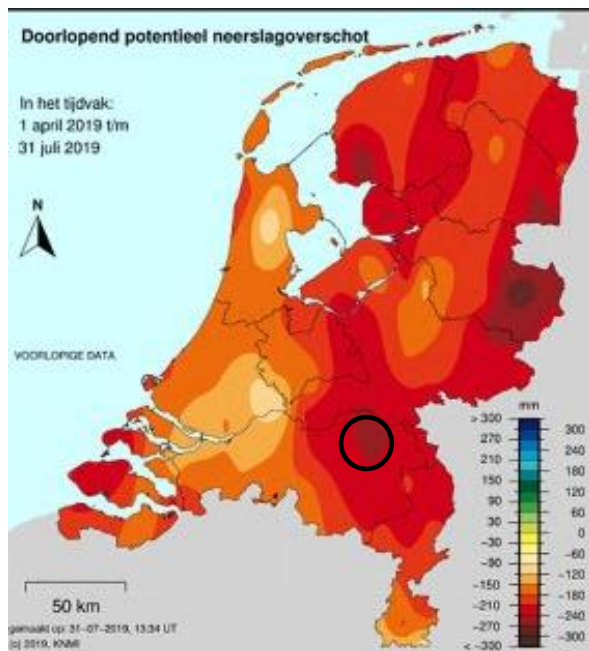 Doorlopend potentieel neerslagoverschot
In het tijdvak:
1 april 2019 t/m
31 juli 2019
N
VOORLOPIGE DATA
mm
> 300
300
270
240
210
180
150
120
90
60
30
0
-30
-60
-90
-120
-150
-180
-210
-240
-270
-300
< -300
50 km
gemaakt op: 31-07-2019, 13:34 UT
(c) 2019, KNMI